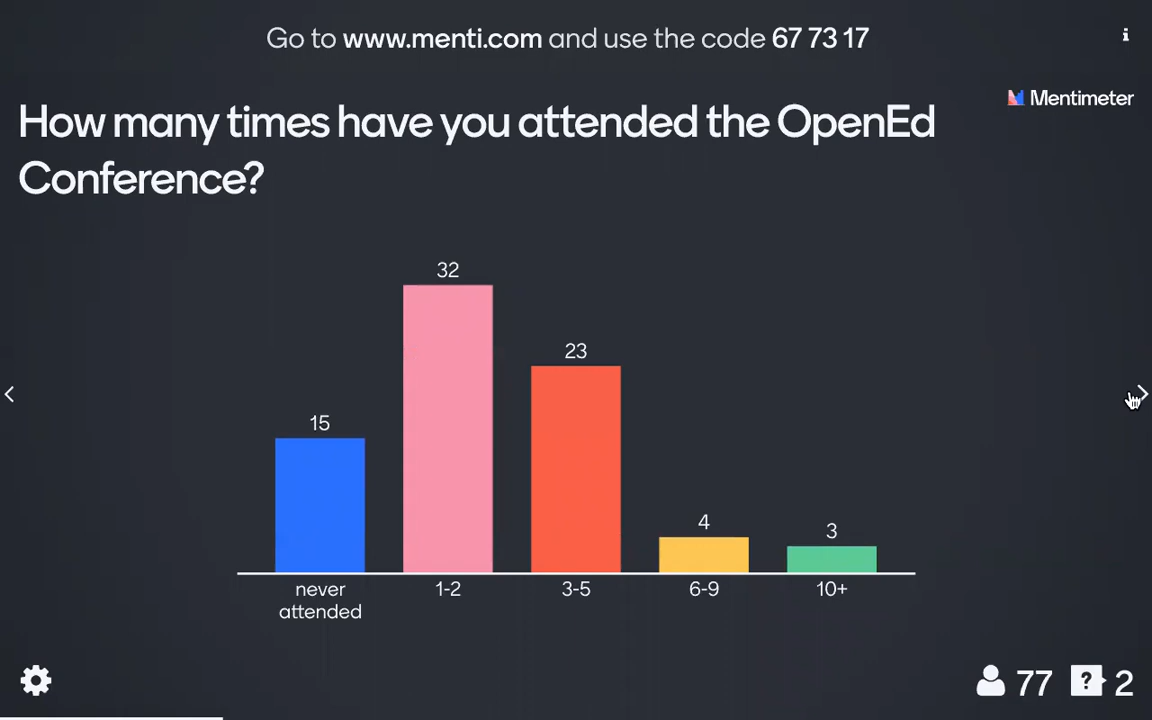 Go to www.menti.com and use the code 67 73 17
Mentimeter
How many times have you attended the OpenEd
Conference?
32
23
15
4
3
never
attended
1-2
3-5
6-9
10+
77
? 2